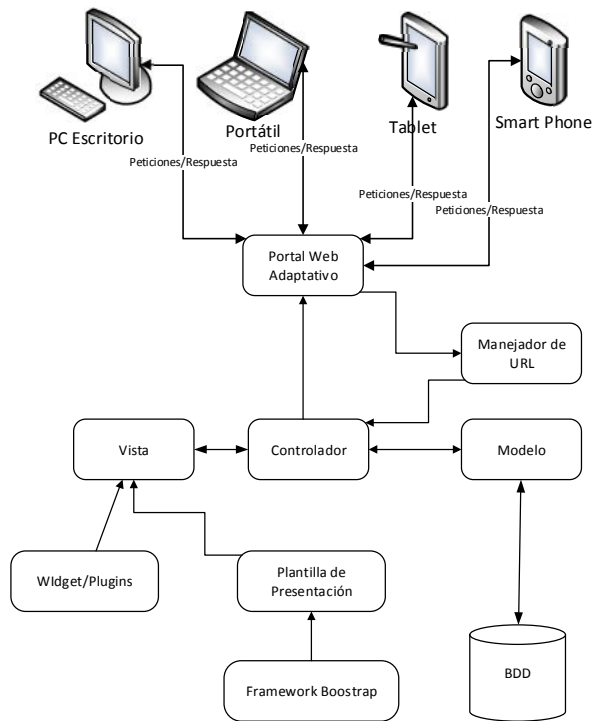 PC Escritorio
Portátil
Tablet
Smart Phone
Peticiones/Respuesta
Peticiones/Respuesta
Peticiones/Respuesta
Peticiones/Respuesta
Portal Web
Adaptativo
Manejador de
URL
Vista
Controlador
Modelo
WIdget/Plugins
Plantilla de
Presentación
Framework Boostrap
BDD